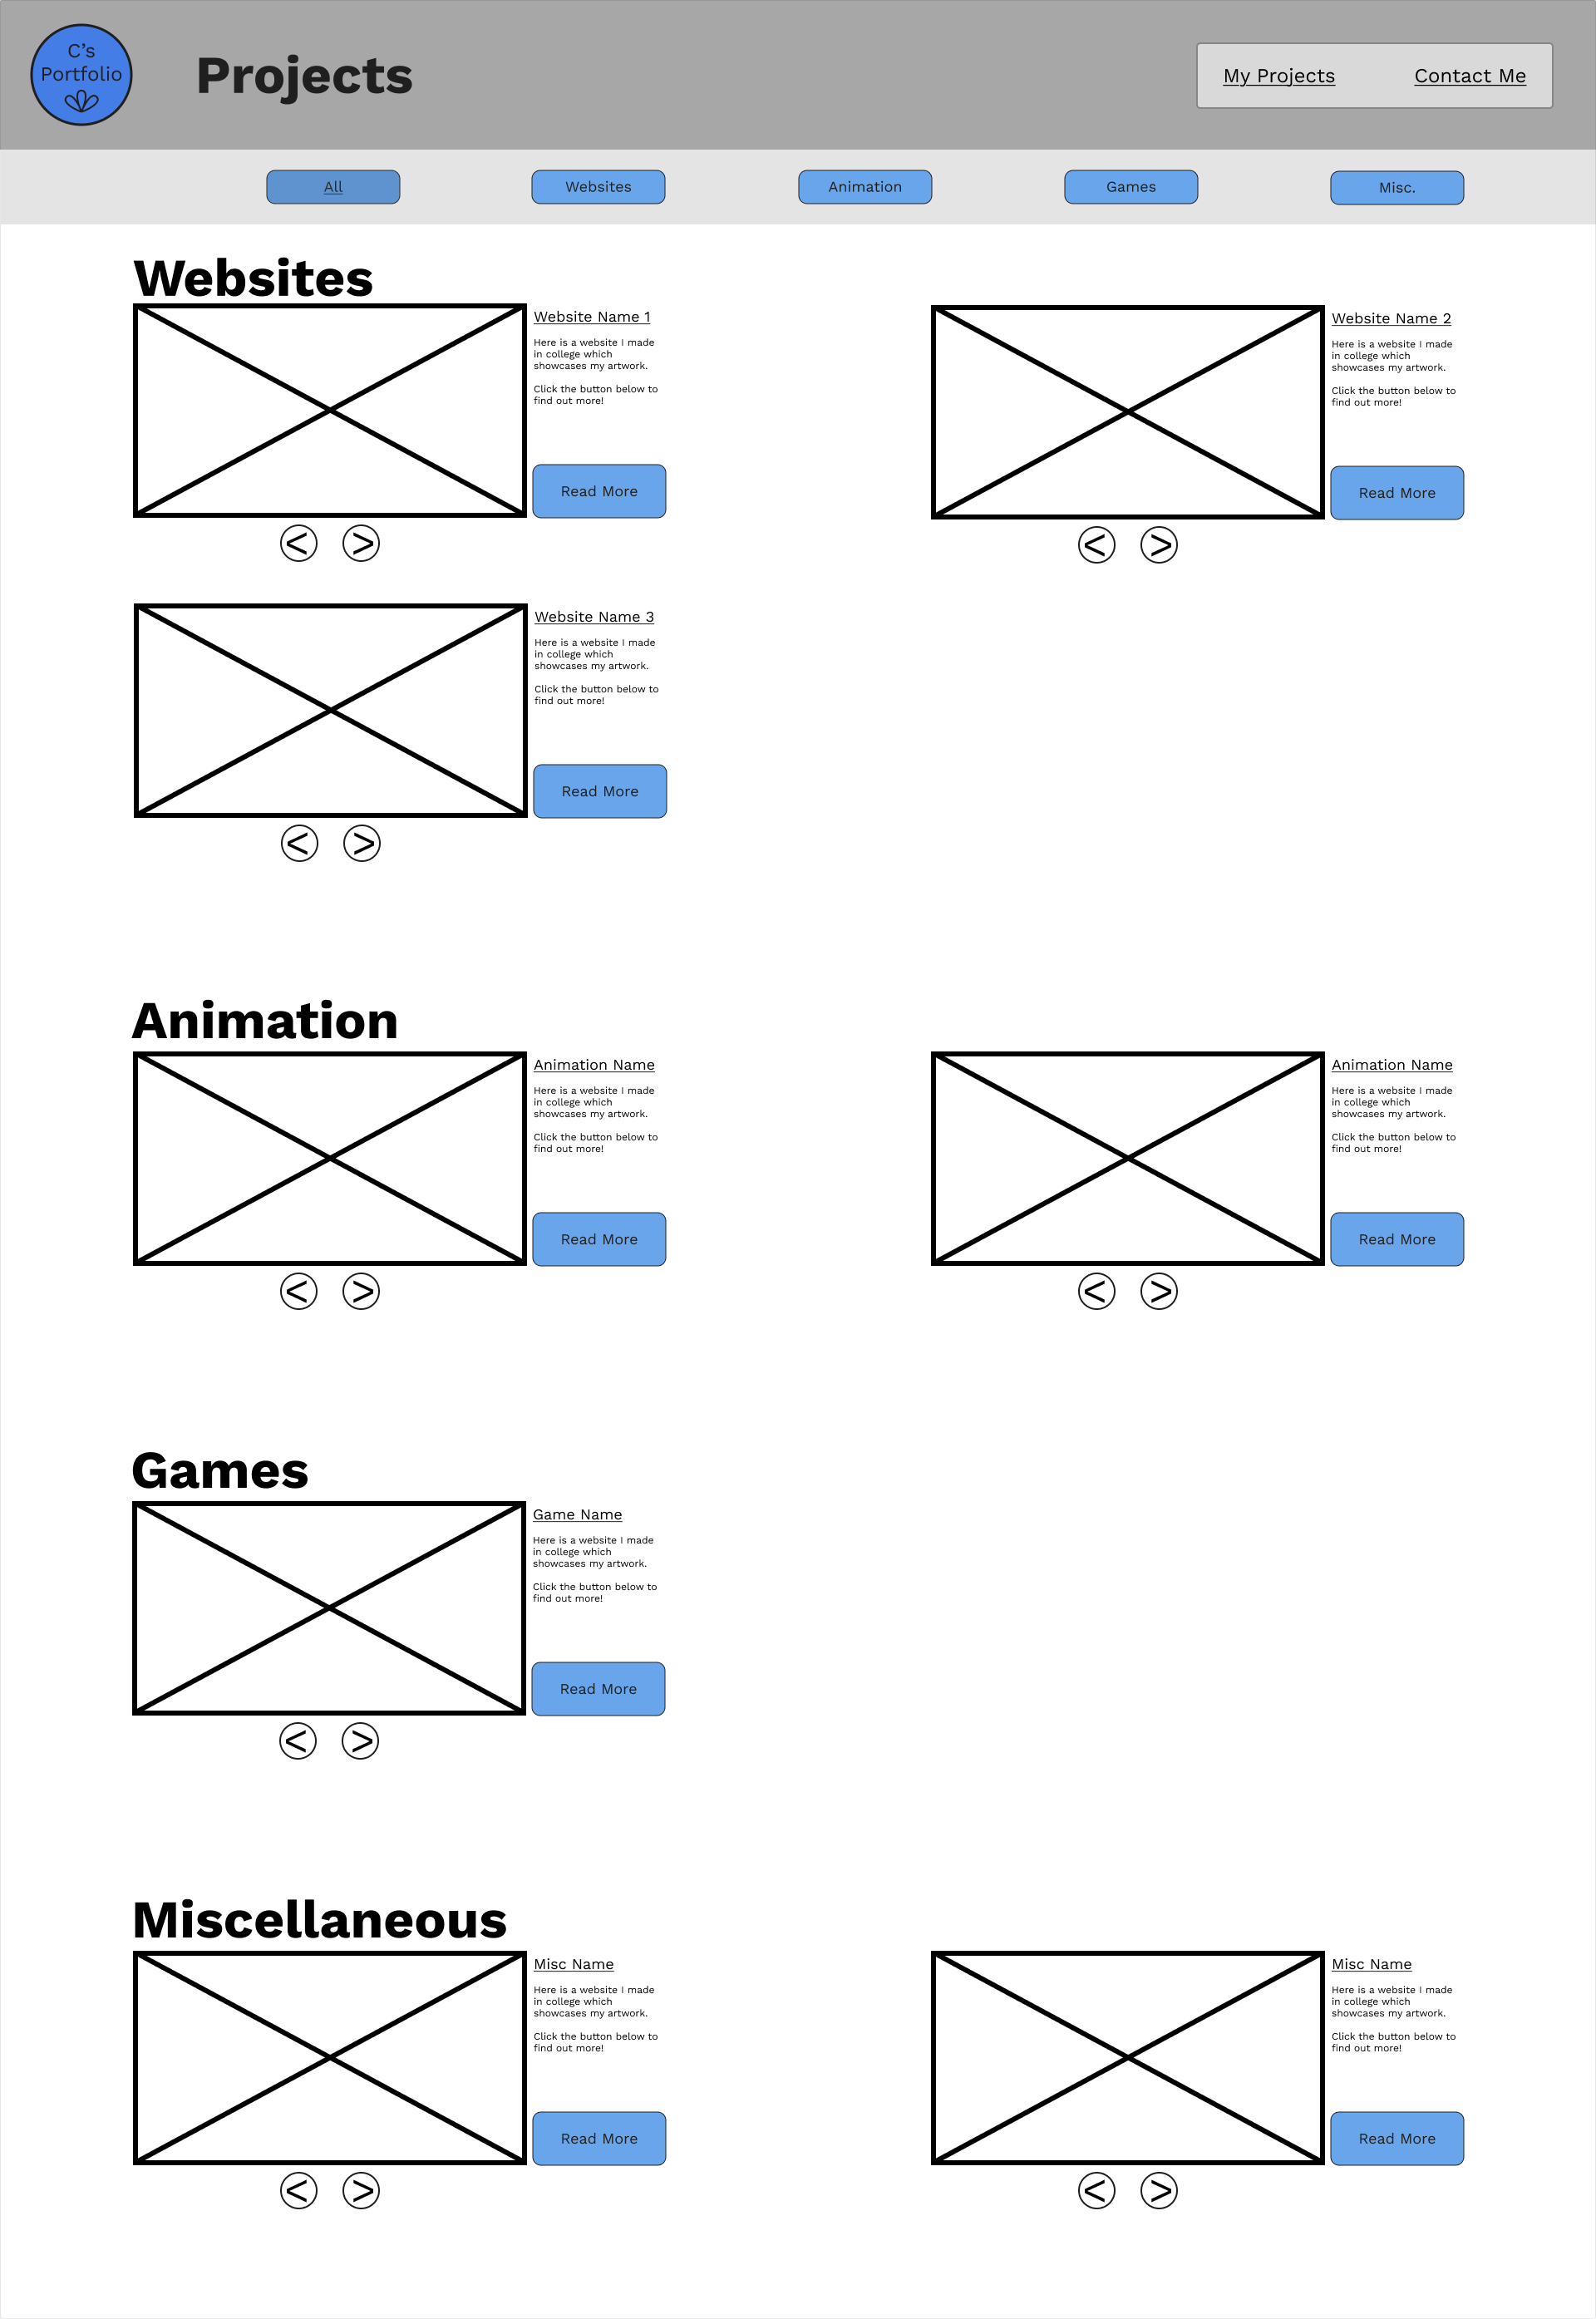 C's
Portfolio
Projects
My Projects
Contact Me
All
Websites
Animation
Games
Misc.
Websites
Website Name 1
Here is a website I made
in college which
showcases my artwork.
Click the button below to
find out more!
Read More
< >
Website Name 2
Here is a website I made
in college which
showcases my artwork.
Click the button below to
find out more!
Read More
< >
Website Name 3
Here is a website I made
in college which
showcases my artwork.
Click the button below to
find out more!
Read More
< >
Animation
Animation Name
Here is a website I made
in college which
showcases my artwork.
Click the button below to
find out more!
Read More
< >
Animation Name
Here is a website I made
in college which
showcases my artwork.
Click the button below to
find out more!
Read More
< >
Games
Game Name
Here is a website I made
in college which
showcases my artwork.
Click the button below to
find out more!
Read More
< >
Miscellaneous
Misc Name
Here is a website I made
in college which
showcases my artwork.
Click the button below to
find out more!
Read More
< >
Misc Name
Here is a website I made
in college which
showcases my artwork.
Click the button below to
find out more!
Read More
< >